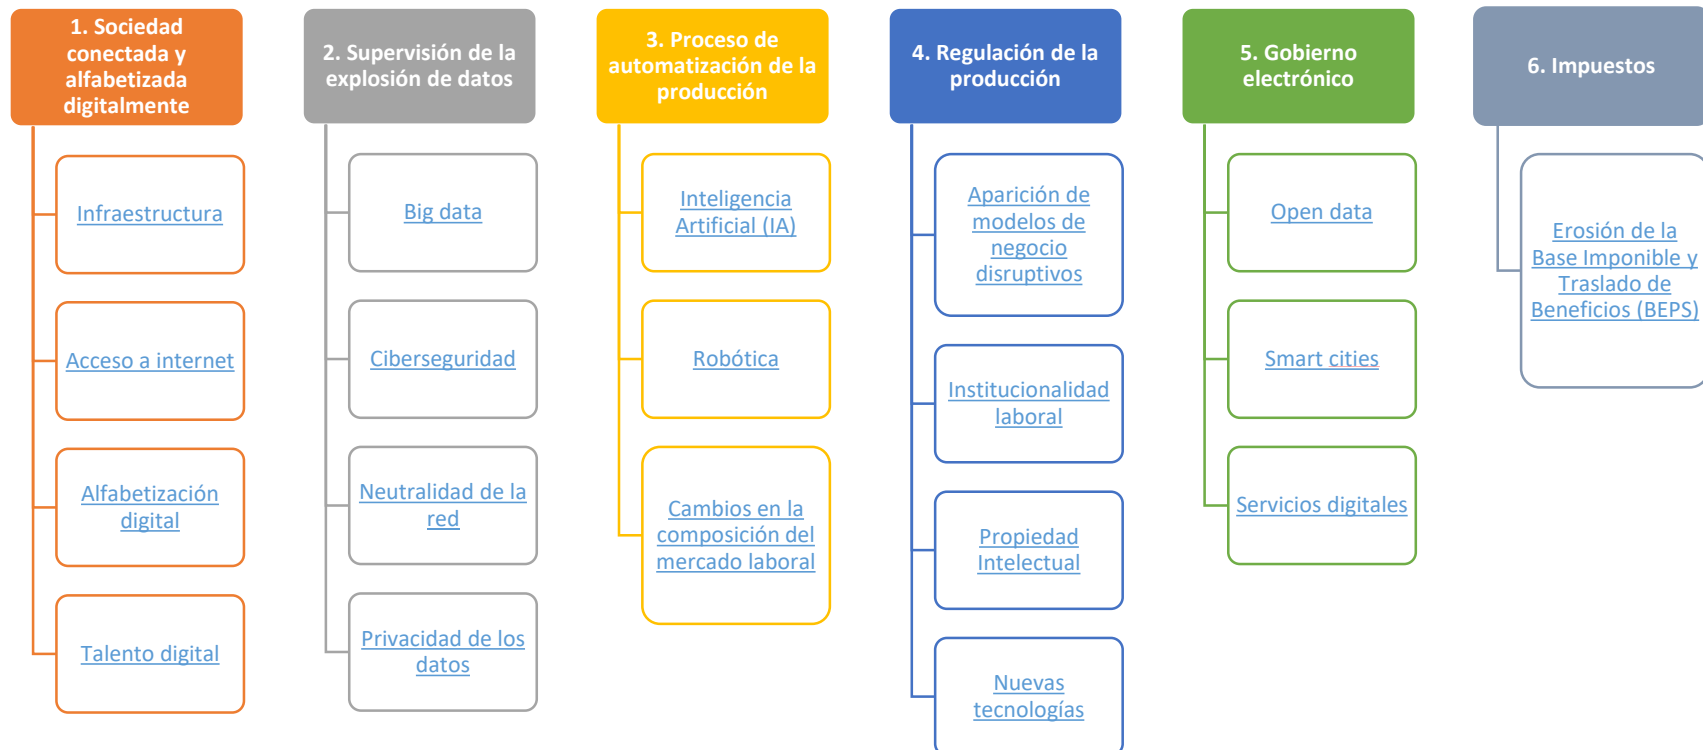 1. Sociedad
conectada y
alfabetizada
digitalmente
Infraestructura
Acceso a internet
Alfabetización
digital
Talento digital
2. Supervisión de la
explosión de datos
Big data
Ciberseguridad
Neutralidad de la
red
Privacidad de los
datos
3. Proceso de
automatización de la
producción
Inteligencia
Artificial (IA)
Robótica
Cambios en la
composición del
mercado laboral
4. Regulación de la
producción
Aparición de
modelos de
negocio
disruptivos
Institucionalidad
laboral
Propiedad
Intelectual
Nuevas
tecnologías
5. Gobierno
electrónico
Open data
Smart cities
Servicios digitales
6. Impuestos
Erosión de la
Base Imponible y
Traslado de
Beneficios (BEPS)